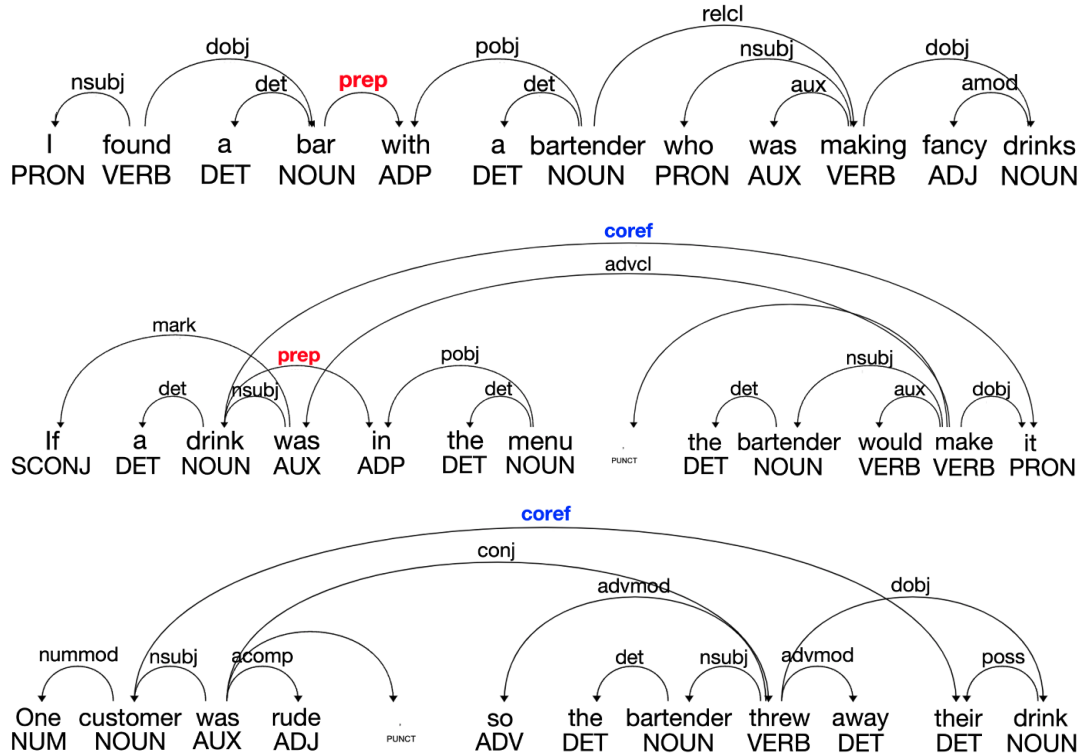 relcl
dobj pobj nsubj dobj
nsubj det prep det aux amod
I found a bar with a bartender who was making fancy drinks
PRON VERB DET NOUN ADP DET NOUN PRON AUX VERB ADJ NOUN
coref
advcl
mark
prep pobj nsubj
det nsubj det det aux dobj
If a drink was in the menu , the bartender would make it
SCONJ DET NOUN AUX ADP DET NOUN PUNCT DET NOUN VERB VERB PRON
coref
conj
advmod dobj
nummod nsubj acomp det nsubj advmod poss
One customer was rude , so the bartender threw away their drink
NUM NOUN AUX ADJ PUNCT ADV DET NOUN VERB DET DET NOUN